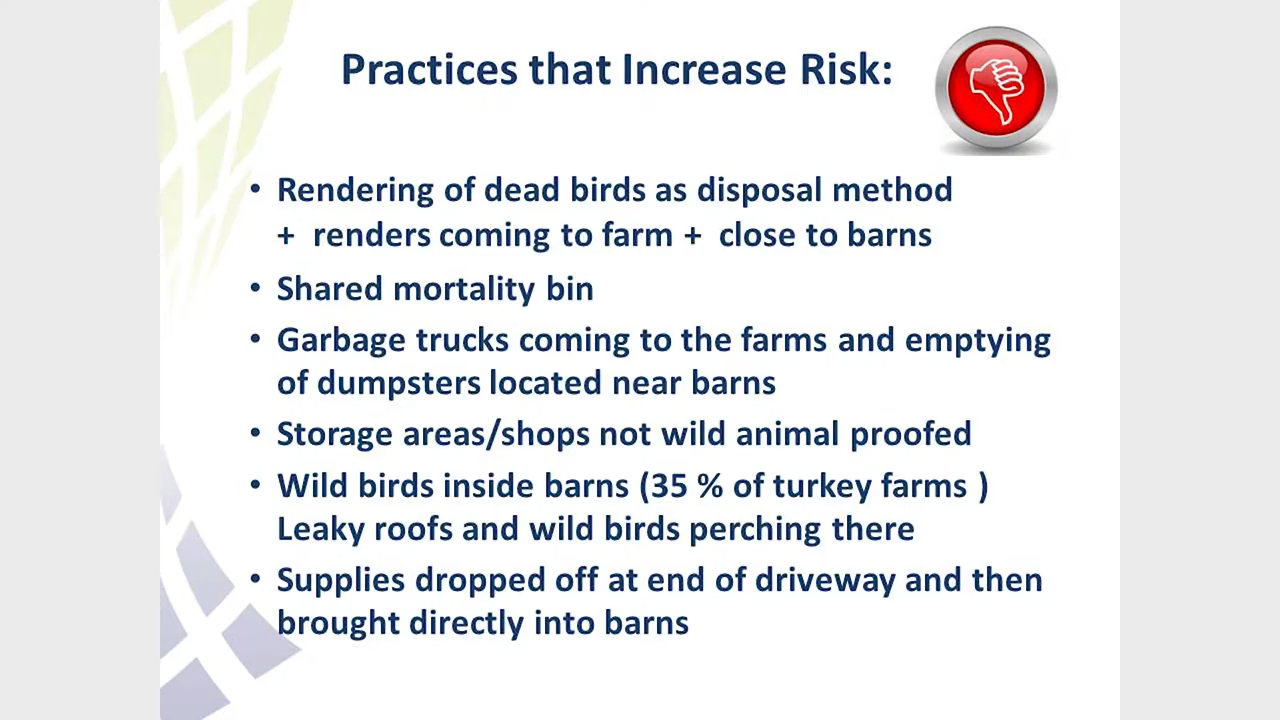 Practices that Increase Risk:
• Rendering of dead birds as disposal method
+ renders coming to farm + close to barns
• Shared mortality bin
• Garbage trucks coming to the farms and emptying
of dumpsters located near barns
• Storage areas/shops not wild animal proofed
• Wild birds inside barns (35 % of turkey farms )
Leaky roofs and wild birds perching there
• Supplies dropped off at end of driveway and then
brought directly into barns